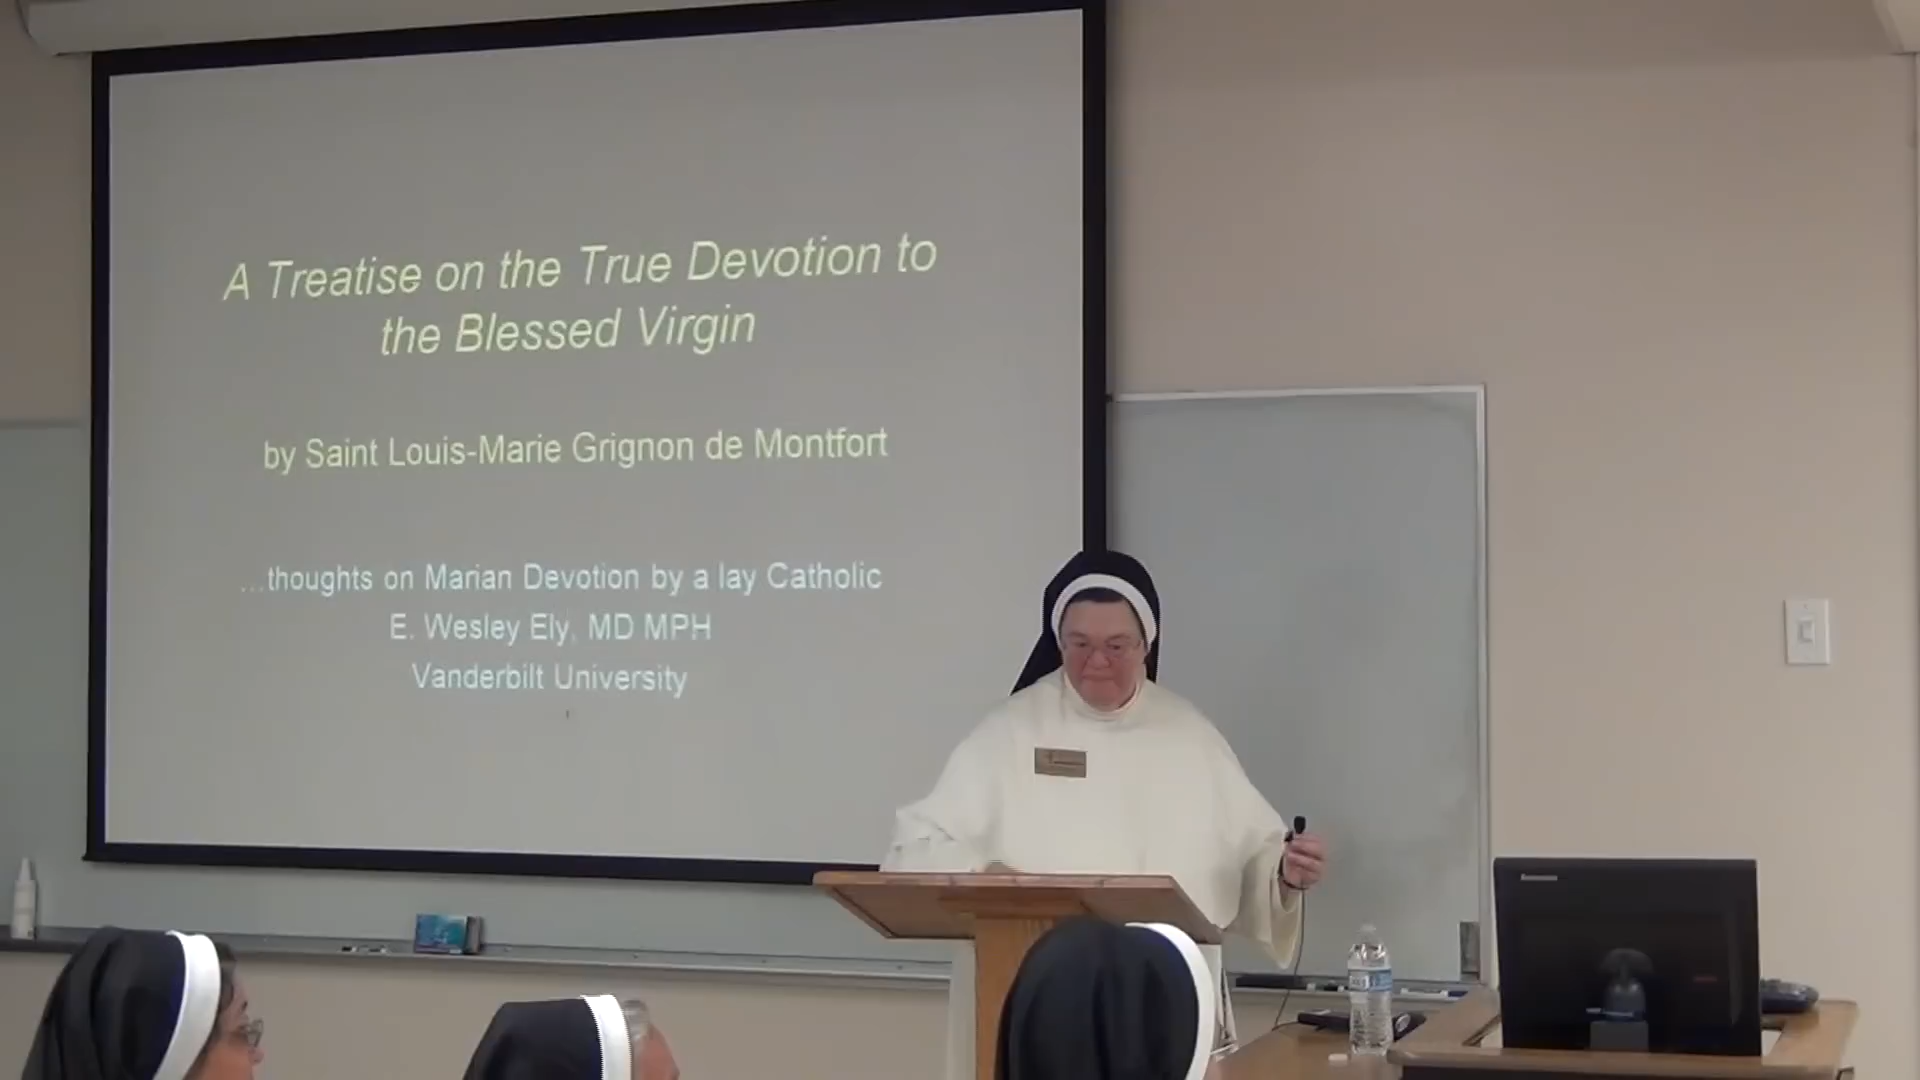 A Treatise on the True Devotion to
the Blessed Virgin
by Saint Louis-Marie Grignon de Montfort
...thoughts on Marian Devotion by a lay Catholic
E. Wesley Ely, MD MPH
Vanderbilt University